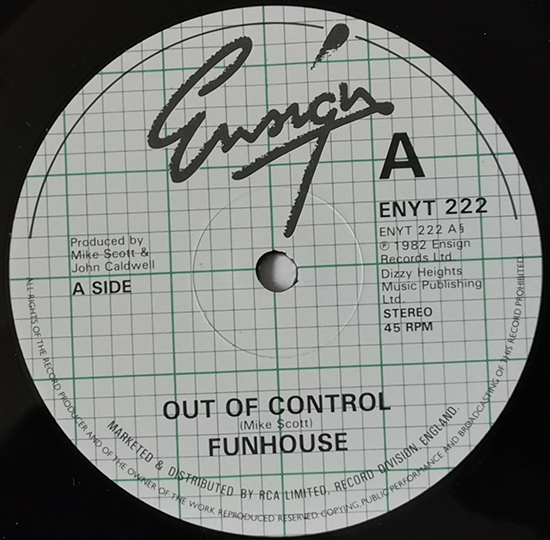 Ensign
A
ENYT 222
ENYT 222 A§
℗ 1982 Ensign
Records Ltd.
Dizzy Heights
Music Publishing
Ltd.
STEREO
45 RPM
Produced by
Mike Scott &
John Caldwell
A SIDE
OUT OF CONTROL
(Mike Scott)
FUNHOUSE
MARKETED & DISTRIBUTED BY RCA LIMITED, RECORD DIVISION, ENGLAND.
ALL RIGHTS OF THE RECORD PRODUCER AND OF THE OWNER OF THE WORK REPRODUCED RESERVED. COPYING, PUBLIC PERFORMANCE AND BROADCASTING OF THIS RECORD PROHIBITED